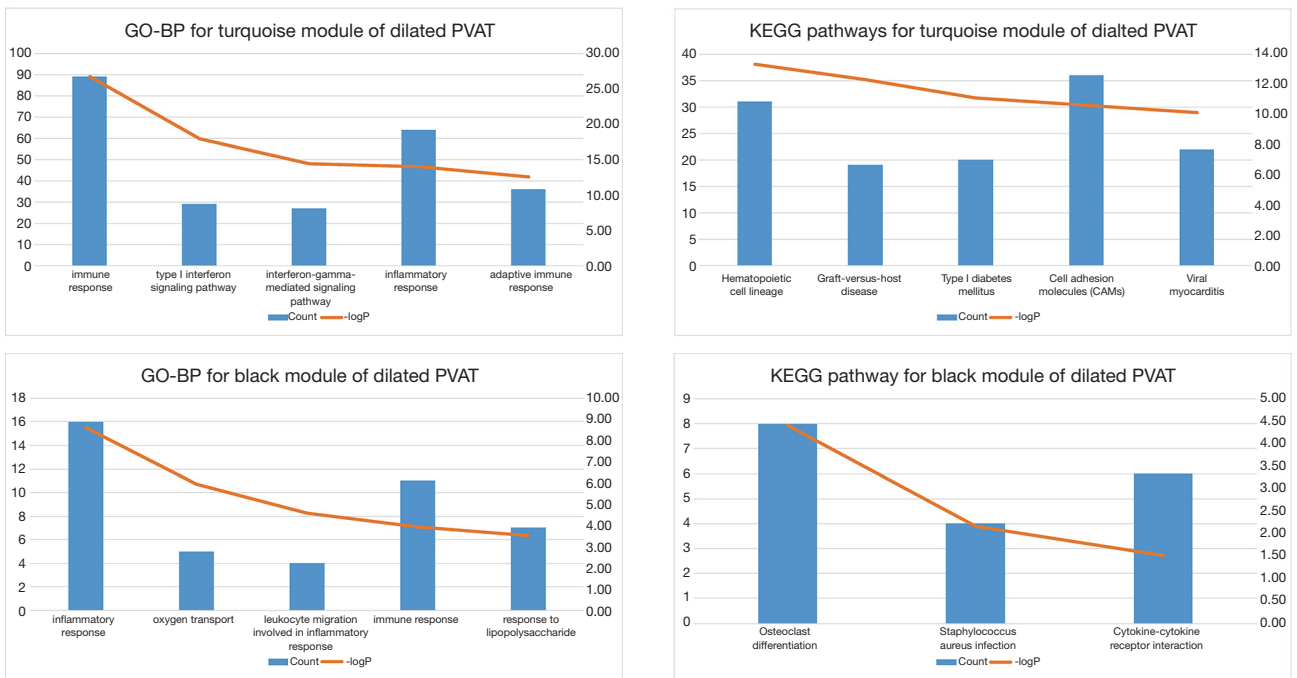 GO-BP for turquoise module of dilated PVAT
100
90
80
70
60
50
40
30
20
10
0
30.00
25.00
20.00
15.00
10.00
5.00
0.00
immune
response
type I interferon
signaling pathway
interferon-gamma-
mediated signaling
pathway
inflammatory
response
adaptive immune
response
Count -logP
KEGG pathways for turquoise module of dialted PVAT
40
35
30
25
20
15
10
5
0
14.00
12.00
10.00
8.00
6.00
4.00
2.00
0.00
Hematopoietic
cell lineage
Graft-versus-host
disease
Type I diabetes
mellitus
Cell adhesion
molecules (CAMs)
Viral
myocarditis
Count -logP
GO-BP for black module of dilated PVAT
18
16
14
12
10
8
6
4
2
0
10.00
9.00
8.00
7.00
6.00
5.00
4.00
3.00
2.00
1.00
0.00
inflammatory
response
oxygen transport
leukocyte migration
involved in inflammatory
response
immune response
response to
lipopolysaccharide
Count -logP
KEGG pathway for black module of dilated PVAT
9
8
7
6
5
4
3
2
1
0
5.00
4.50
4.00
3.50
3.00
2.50
2.00
1.50
1.00
0.50
0.00
Osteoclast
differentiation
Staphylococcus
aureus infection
Cytokine-cytokine
receptor interaction
Count -logP